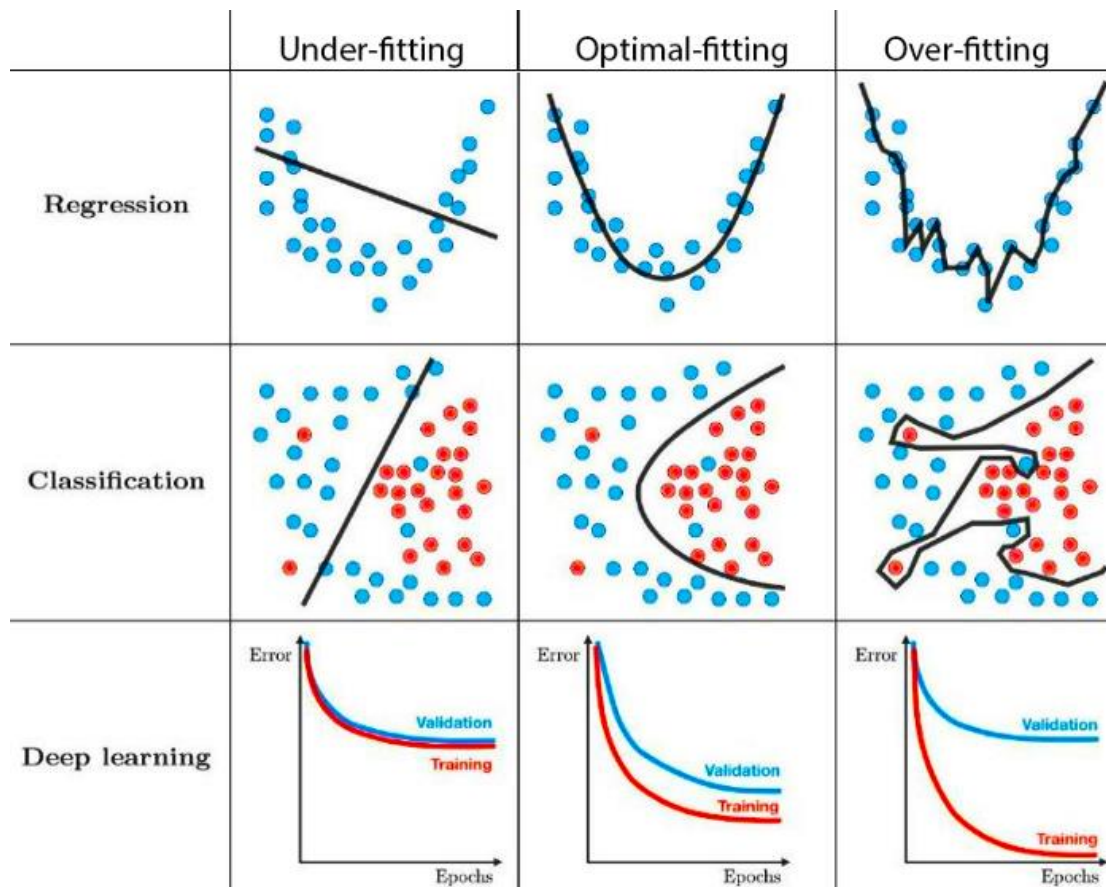 Under-fitting
Optimal-fitting
Over-fitting
Regression
Classification
Deep learning
Error
Validation
Training
Epochs
Error
Validation
Training
Epochs
Error
Validation
Training
Epochs